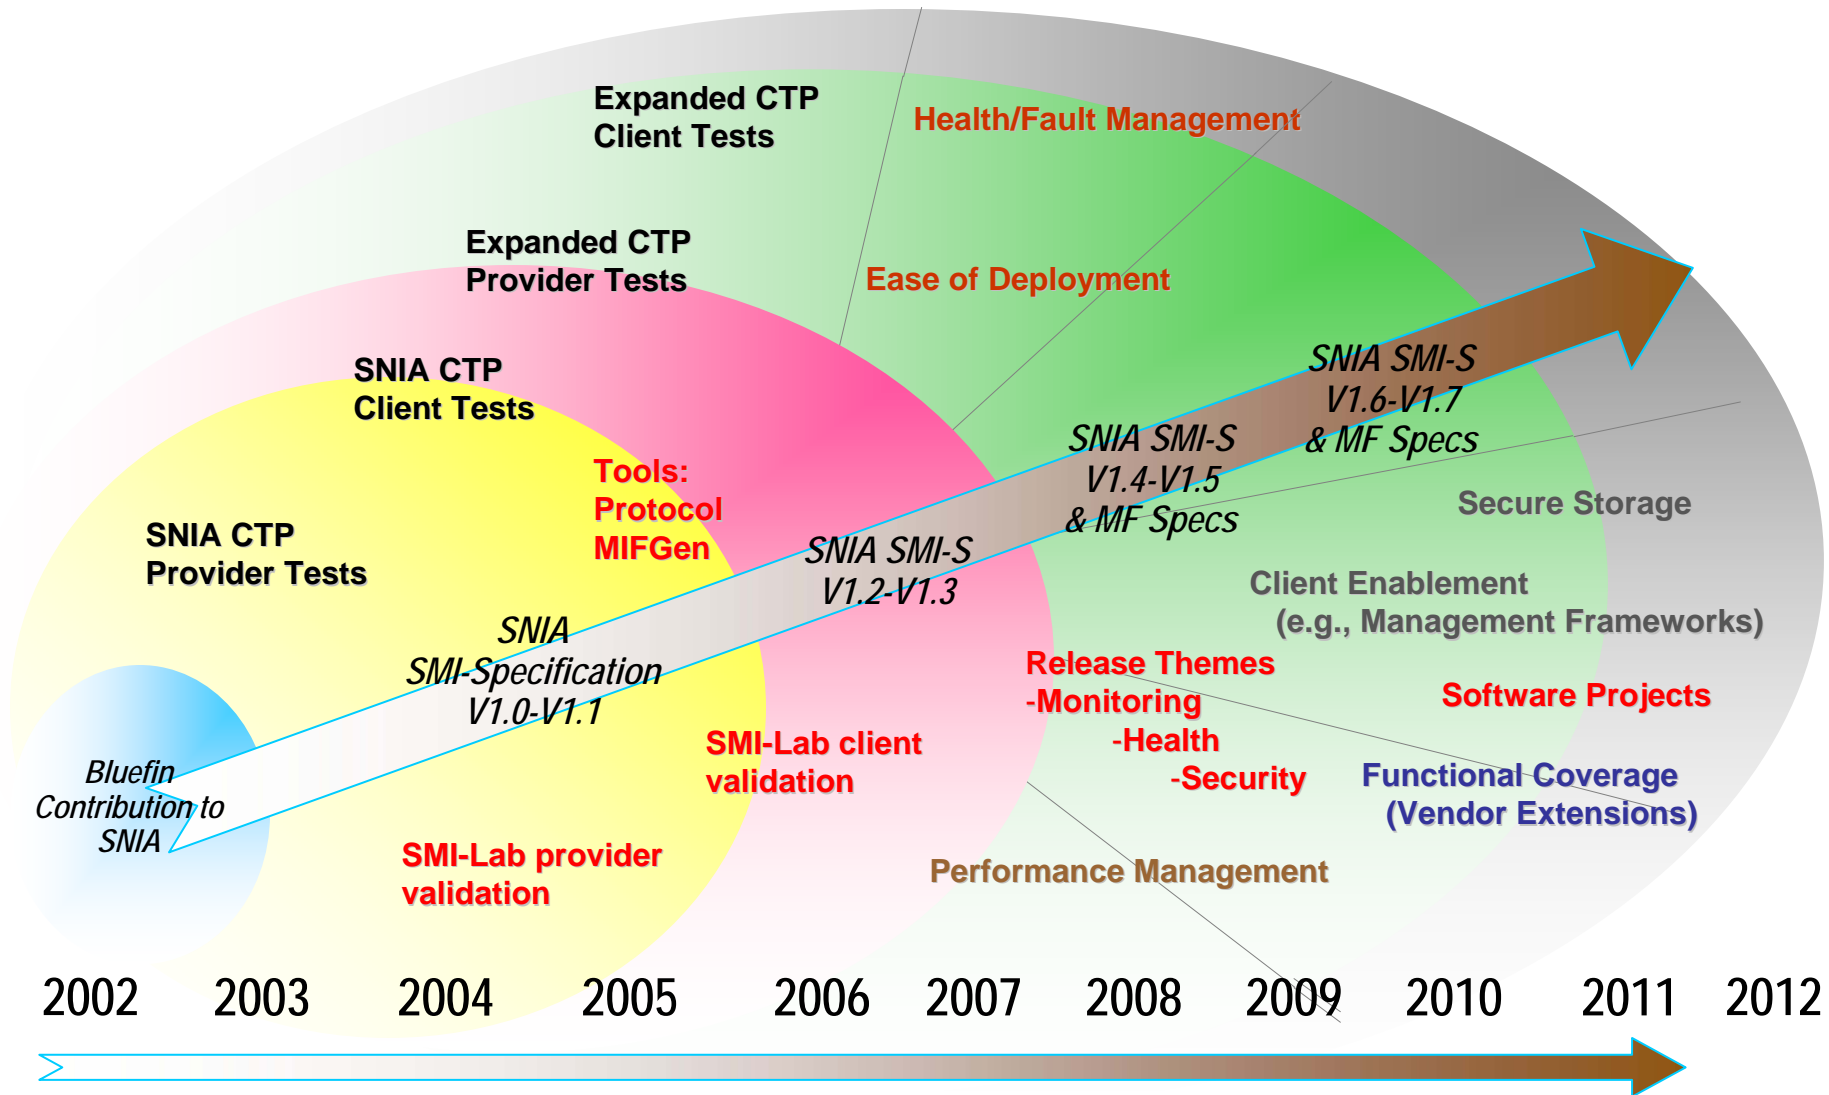 Expanded CTP
Client Tests
Health/Fault Management
Expanded CTP
Provider Tests
Ease of Deployment
SNIA CTP
Client Tests
SNIA SMI-S
V1.6-V1.7
& MF Specs
SNIA SMI-S
V1.4-V1.5
& MF Specs
Tools:
Protocol
MIFGen
Secure Storage
SNIA CTP
Provider Tests
SNIA SMI-S
V1.2-V1.3
Client Enablement
(e.g., Management Frameworks)
SNIA
SMI-Specification
V1.0-V1.1
Release Themes
-Monitoring
-Health
-Security
Software Projects
SMI-Lab client
validation
Functional Coverage
(Vendor Extensions)
Bluefin
Contribution to
SNIA
SMI-Lab provider
validation
Performance Management
2002 2003 2004 2005 2006 2007 2008 2009 2010 2011 2012